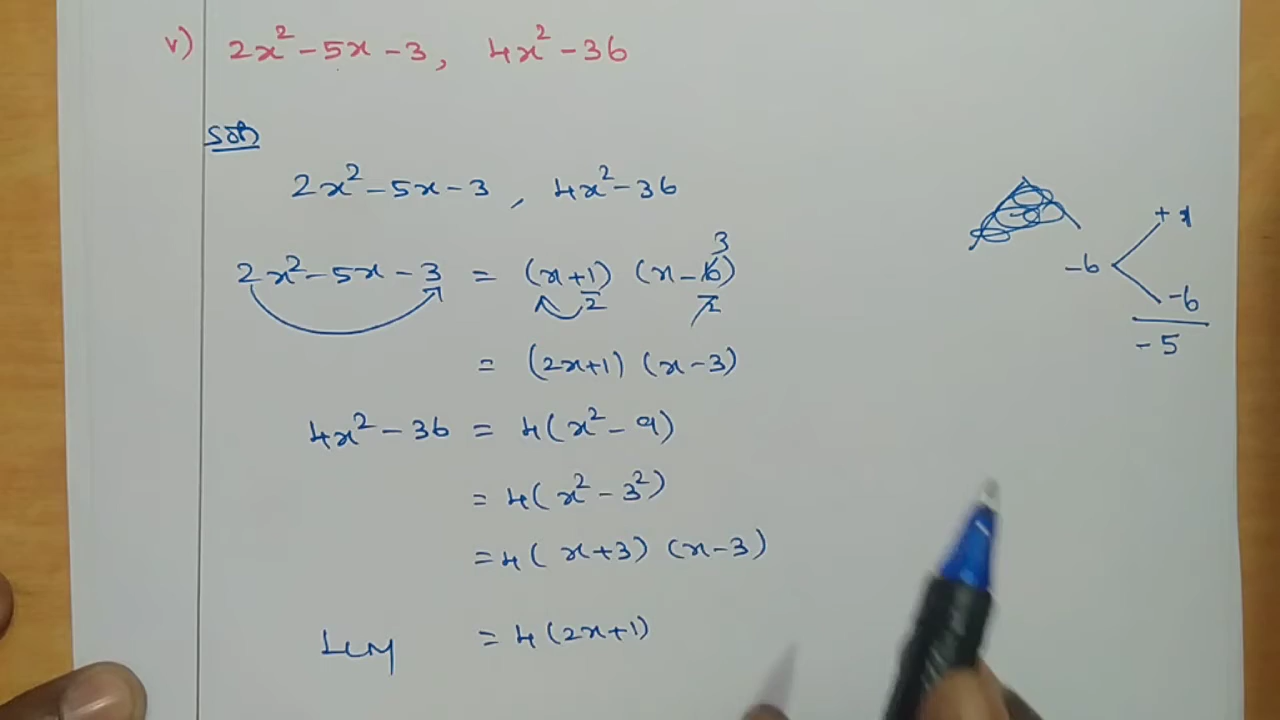 v) 2x² - 5x - 3, 4x² - 36
Soln
2x² - 5x - 3, 4x² - 36
2x² - 5x - 3 = (x + 1/2) (x - 6/2) 3
= (2x+1) (x-3)
4x² - 36 = 4(x² - 9)
= 4(x² - 3²)
= 4(x+3) (x-3)
LCM = 4(2x+1)
+1
-6
-6
-5